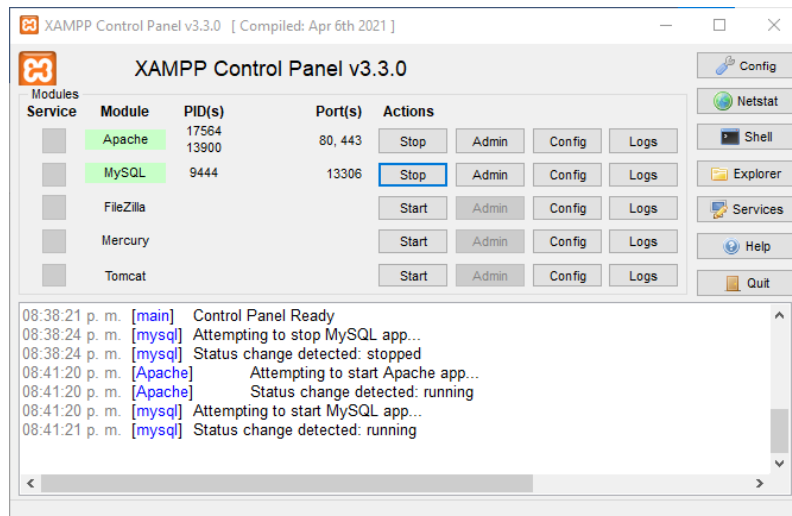 XAMPP Control Panel v3.3.0 [ Compiled: Apr 6th 2021 ]
XAMPP Control Panel v3.3.0
Config
Modules
Service Module PID(s) Port(s) Actions
Netstat
Apache 17564 13900 80, 443 Stop Admin Config Logs
Shell
MySQL 9444 13306 Stop Admin Config Logs
Explorer
FileZilla Start Admin Config Logs
Services
Mercury Start Admin Config Logs
Help
Tomcat Start Admin Config Logs
Quit
08:38:21 p. m. [main] Control Panel Ready
08:38:24 p. m. [mysql] Attempting to stop MySQL app...
08:38:24 p. m. [mysql] Status change detected: stopped
08:41:20 p. m. [Apache] Attempting to start Apache app...
08:41:20 p. m. [Apache] Status change detected: running
08:41:20 p. m. [mysql] Attempting to start MySQL app...
08:41:21 p. m. [mysql] Status change detected: running